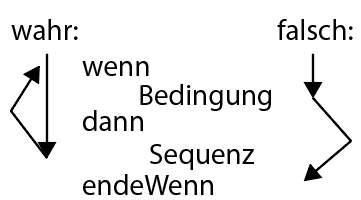 wahr: falsch:
wenn
Bedingung
dann
Sequenz
endeWenn